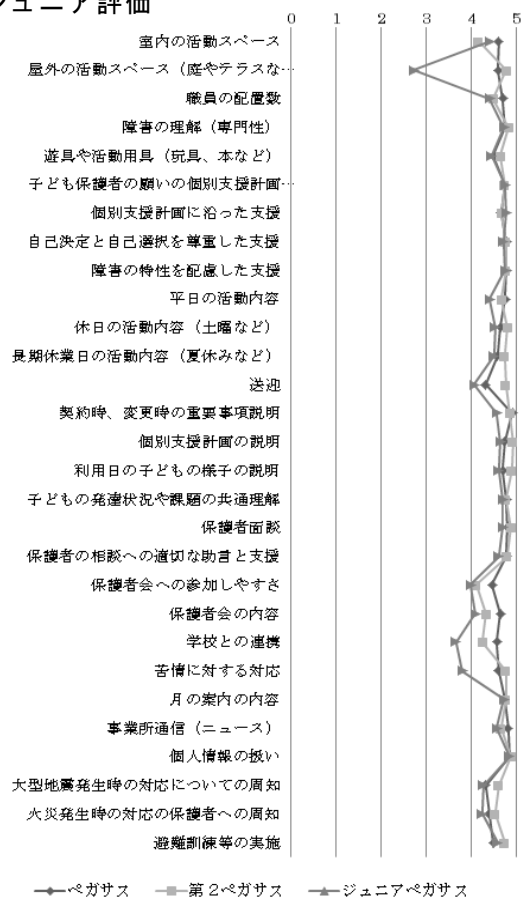 ジュニア評価
0 1 2 3 4 5
室内の活動スペース
屋外の活動スペース（庭やテラスな…
職員の配置数
障害の理解（専門性）
遊具や活動用具（玩具、本など）
子ども保護者の願いの個別支援計画…
個別支援計画に沿った支援
自己決定と自己選択を尊重した支援
障害の特性を配慮した支援
平日の活動内容
休日の活動内容（土曜など）
長期休業日の活動内容（夏休みなど）
送迎
契約時、変更時の重要事項説明
個別支援計画の説明
利用日の子どもの様子の説明
子どもの発達状況や課題の共通理解
保護者面談
保護者の相談への適切な助言と支援
保護者会への参加しやすさ
保護者会の内容
学校との連携
苦情に対する対応
月の案内の内容
事業所通信（ニュース）
個人情報の扱い
大型地震発生時の対応についての周知
火災発生時の対応の保護者への周知
避難訓練等の実施
ペガサス 第２ペガサス ジュニアペガサス